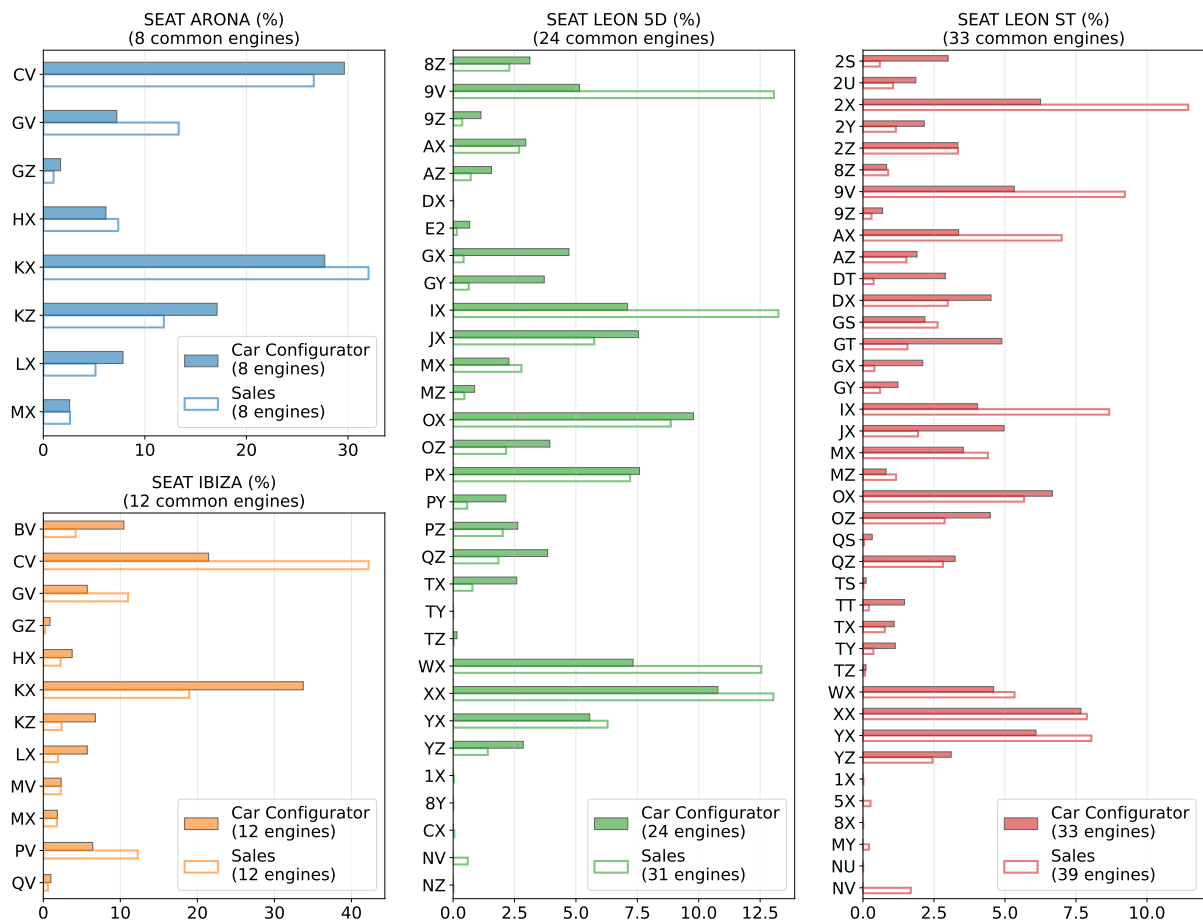 SEAT ARONA (%)
(8 common engines)
CV
GV
GZ
HX
KX
KZ
LX
MX
Car Configurator
(8 engines)
Sales
(8 engines)
0
10
20
30
SEAT IBIZA (%)
(12 common engines)
BV
CV
GV
GZ
HX
KX
KZ
LX
MV
MX
PV
QV
Car Configurator
(12 engines)
Sales
(12 engines)
0
10
20
30
40
SEAT LEON 5D (%)
(24 common engines)
8Z
9V
9Z
AX
AZ
DX
E2
GX
GY
IX
JX
MX
MZ
OX
OZ
PX
PY
PZ
QZ
TX
TY
TZ
WX
XX
YX
YZ
1X
8Y
CX
NV
NZ
Car Configurator
(24 engines)
Sales
(31 engines)
0.0
2.5
5.0
7.5
10.0
12.5
SEAT LEON ST (%)
(33 common engines)
2S
2U
2X
2Y
2Z
8Z
9V
9Z
AX
AZ
DT
DX
GS
GT
GX
GY
IX
JX
MX
MZ
OX
OZ
QS
QZ
TS
TT
TX
TY
TZ
WX
XX
YX
YZ
1X
5X
8X
MY
NU
NV
Car Configurator
(33 engines)
Sales
(39 engines)
0.0
2.5
5.0
7.5
10.0